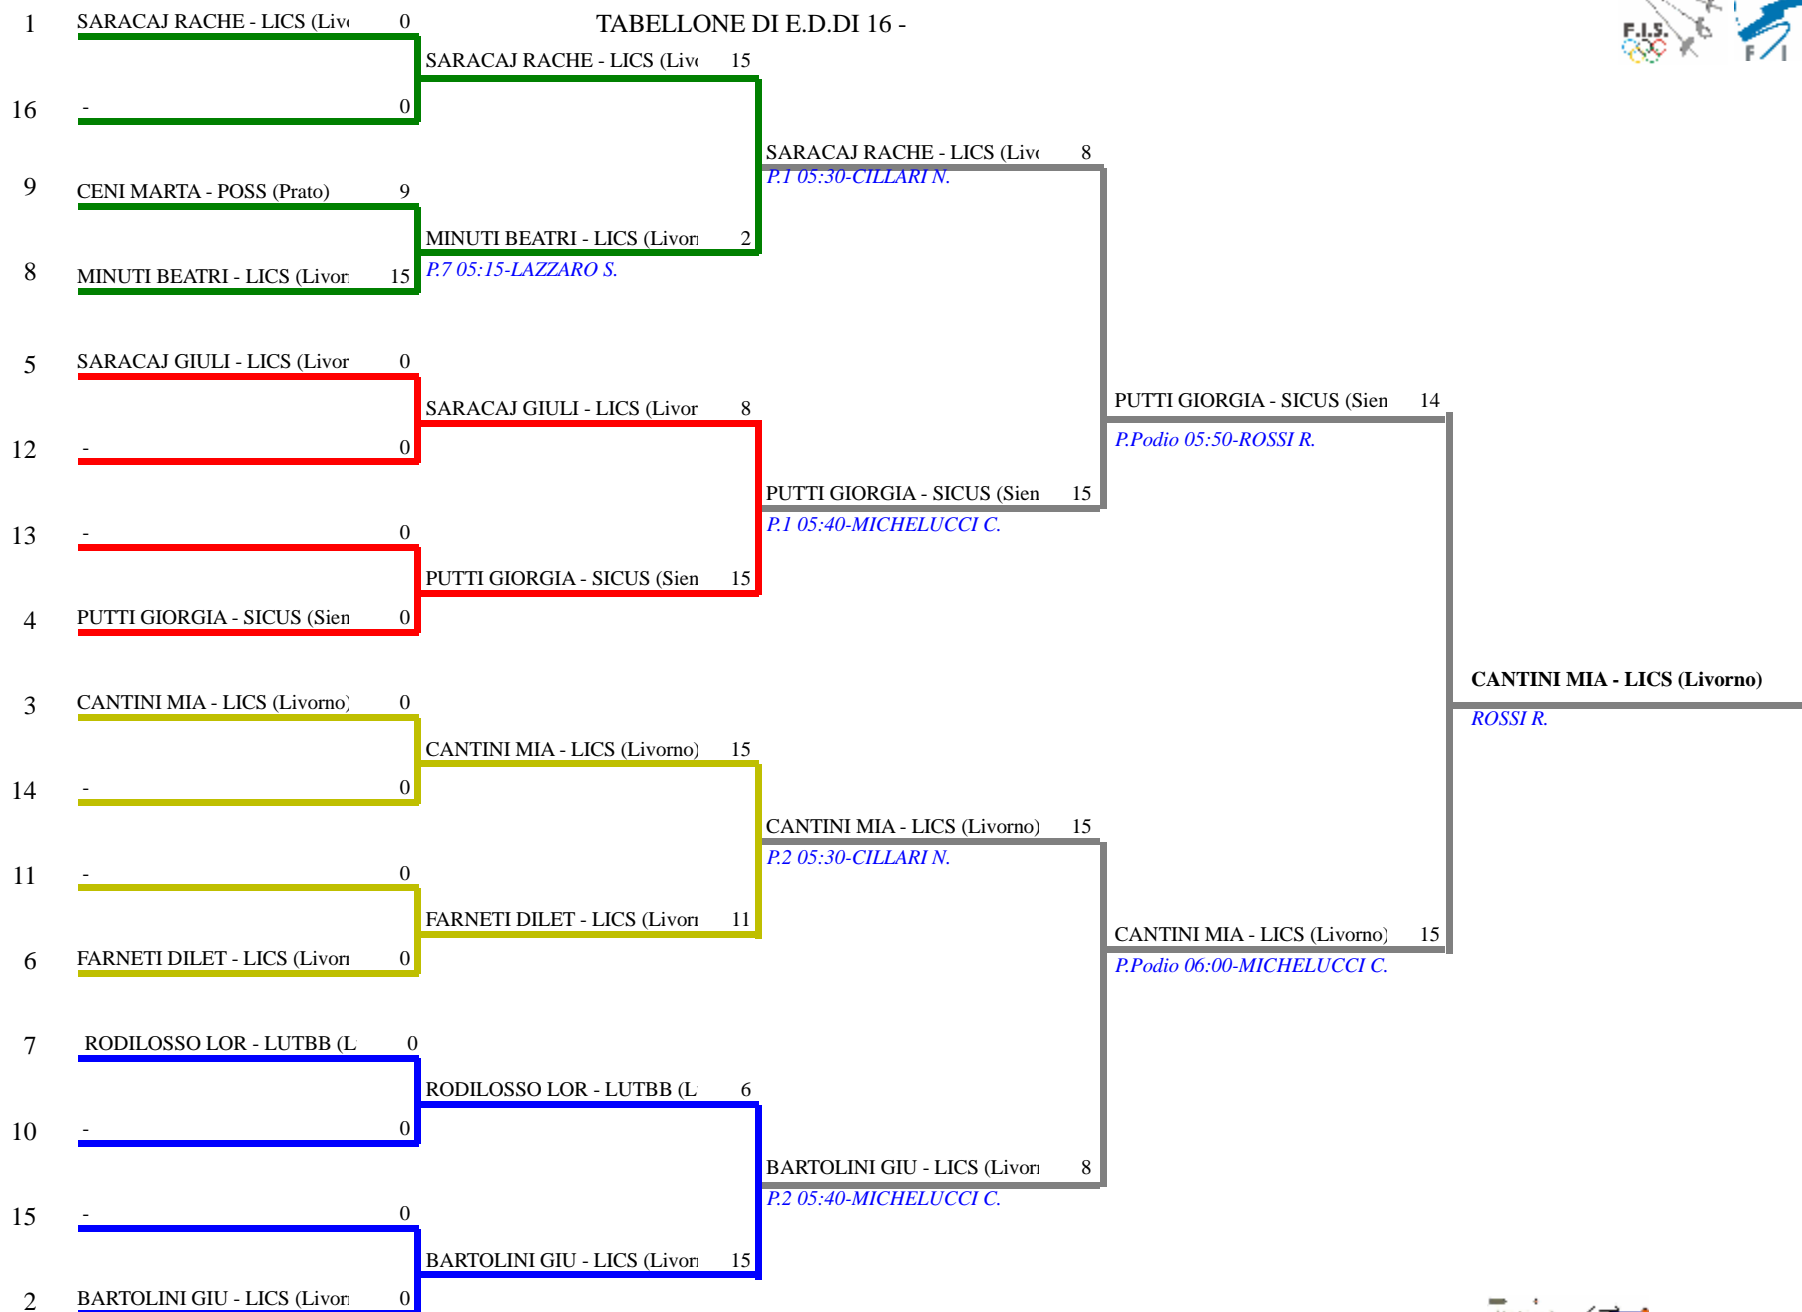 TABELLONE DI E.D.DI 16 -
F.I.S.
F I
1 SARACAJ RACHE - LICS (Liv 0
SARACAJ RACHE - LICS (Liv 15
16 - 0
SARACAJ RACHE - LICS (Liv 8
P.1 05:30-CILLARI N.
9 CENI MARTA - POSS (Prato) 9
MINUTI BEATRI - LICS (Livor 2
P.7 05:15-LAZZARO S.
8 MINUTI BEATRI - LICS (Livor 15
5 SARACAJ GIULI - LICS (Livor 0
SARACAJ GIULI - LICS (Livor 8
PUTTI GIORGIA - SICUS (Sien 14
P.Podio 05:50-ROSSI R.
12 - 0
PUTTI GIORGIA - SICUS (Sien 15
P.1 05:40-MICHELUCCI C.
13 - 0
PUTTI GIORGIA - SICUS (Sien 15
4 PUTTI GIORGIA - SICUS (Sien 0
CANTINI MIA - LICS (Livorno)
ROSSI R.
3 CANTINI MIA - LICS (Livorno) 0
CANTINI MIA - LICS (Livorno) 15
14 - 0
CANTINI MIA - LICS (Livorno) 15
P.2 05:30-CILLARI N.
11 - 0
FARNETI DILET - LICS (Livor 11
CANTINI MIA - LICS (Livorno) 15
P.Podio 06:00-MICHELUCCI C.
6 FARNETI DILET - LICS (Livor 0
7 RODILOSSO LOR - LUTBB (L 0
RODILOSSO LOR - LUTBB (L 6
10 - 0
BARTOLINI GIU - LICS (Livor 8
P.2 05:40-MICHELUCCI C.
15 - 0
BARTOLINI GIU - LICS (Livor 15
2 BARTOLINI GIU - LICS (Livor 0